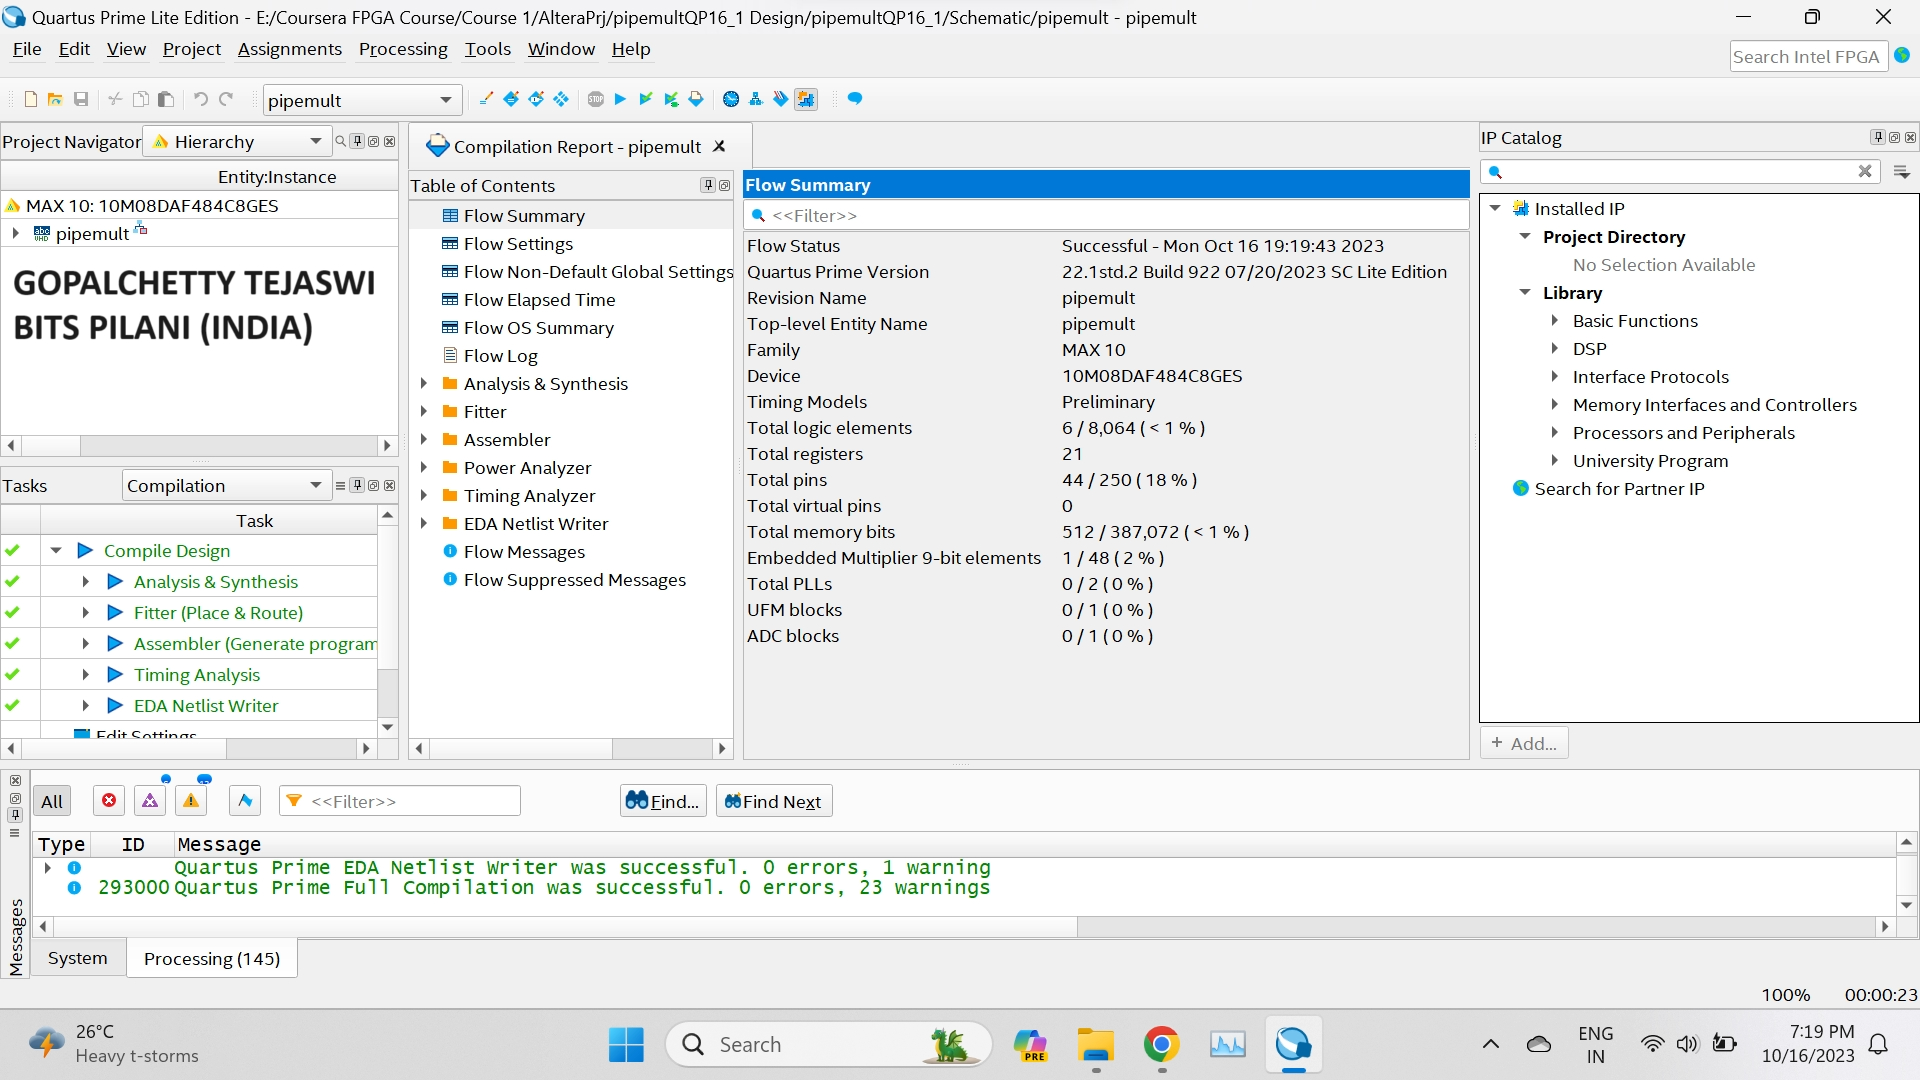 Quartus Prime Lite Edition - E:/Coursera FPGA Course/Course 1/AlteraPrj/pipemultQP16_1 Design/pipemultQP16_1/Schematic/pipemult - pipemult
File Edit View Project Assignments Processing Tools Window Help
Search Intel FPGA
pipemult
Project Navigator Hierarchy
Entity:Instance
MAX 10: 10M08DAF484C8GES
pipemult
GOPALCHETTY TEJASWI
BITS PILANI (INDIA)
Tasks Compilation
Task
Compile Design
Analysis & Synthesis
Fitter (Place & Route)
Assembler (Generate program
Timing Analysis
EDA Netlist Writer
Edit Settings
Compilation Report - pipemult
Table of Contents
Flow Summary
Flow Settings
Flow Non-Default Global Settings
Flow Elapsed Time
Flow OS Summary
Flow Log
Analysis & Synthesis
Fitter
Assembler
Power Analyzer
Timing Analyzer
EDA Netlist Writer
Flow Messages
Flow Suppressed Messages
Flow Summary
<<Filter>>
Flow Status Successful - Mon Oct 16 19:19:43 2023
Quartus Prime Version 22.1std.2 Build 922 07/20/2023 SC Lite Edition
Revision Name pipemult
Top-level Entity Name pipemult
Family MAX 10
Device 10M08DAF484C8GES
Timing Models Preliminary
Total logic elements 6 / 8,064 ( < 1 % )
Total registers 21
Total pins 44 / 250 ( 18 % )
Total virtual pins 0
Total memory bits 512 / 387,072 ( < 1 % )
Embedded Multiplier 9-bit elements 1 / 48 ( 2 % )
Total PLLs 0 / 2 ( 0 % )
UFM blocks 0 / 1 ( 0 % )
ADC blocks 0 / 1 ( 0 % )
IP Catalog
Installed IP
Project Directory
No Selection Available
Library
Basic Functions
DSP
Interface Protocols
Memory Interfaces and Controllers
Processors and Peripherals
University Program
Search for Partner IP
+ Add...
Messages
All <<Filter>> Find... Find Next
Type ID Message
Quartus Prime EDA Netlist Writer was successful. 0 errors, 1 warning
293000 Quartus Prime Full Compilation was successful. 0 errors, 23 warnings
System Processing (145)
100% 00:00:23
26°C
Heavy t-storms
Search
PRE
ENG
IN
7:19 PM
10/16/2023